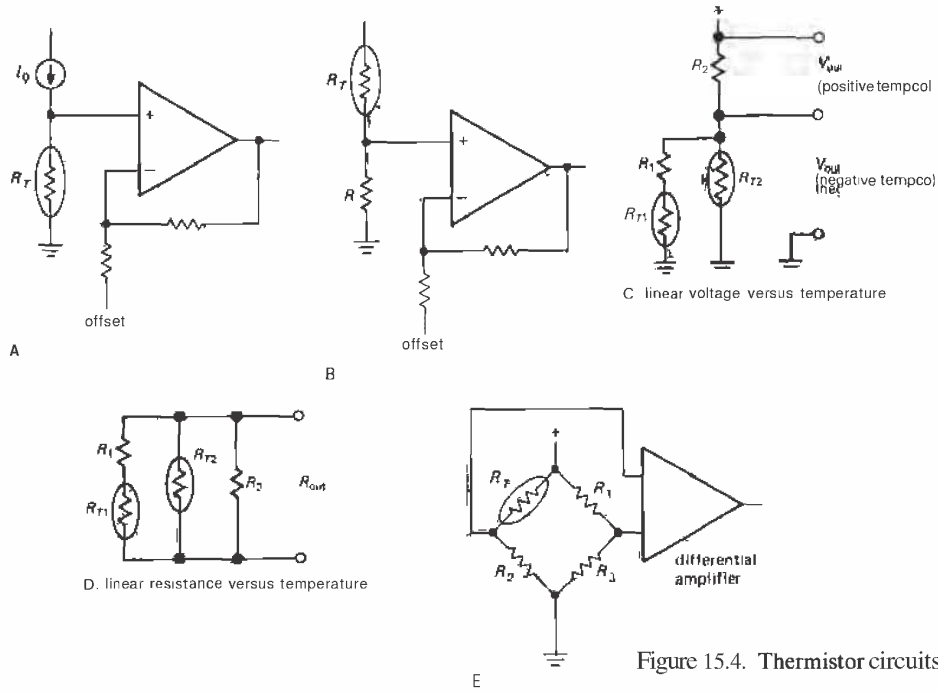 I0
RT
+
−
offset
A
RT
R
+
−
offset
B
+
R2
Vout
(positive tempcol
R1
RT1
RT2
Vout
(negative tempco)
C. linear voltage versus temperature
R1
RT1
RT2
R2
Rout
D. linear resistance versus temperature
+
RT
R1
R2
R3
differential
amplifier
E
Figure 15.4. Thermistor circuits